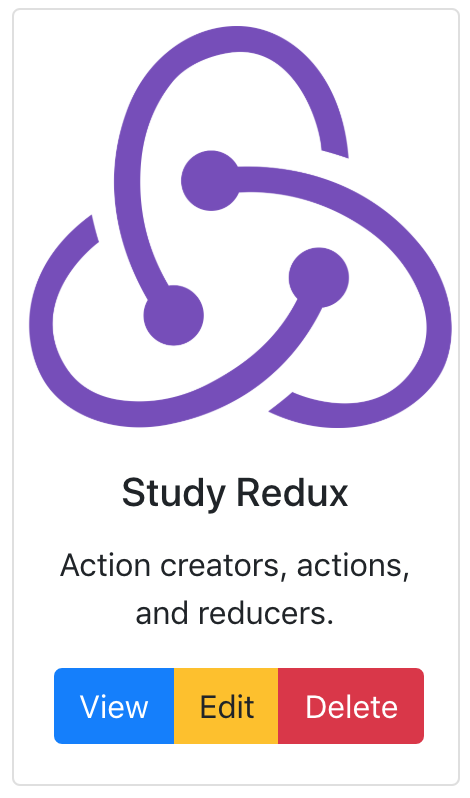 Study Redux
Action creators, actions,
and reducers.
View Edit Delete